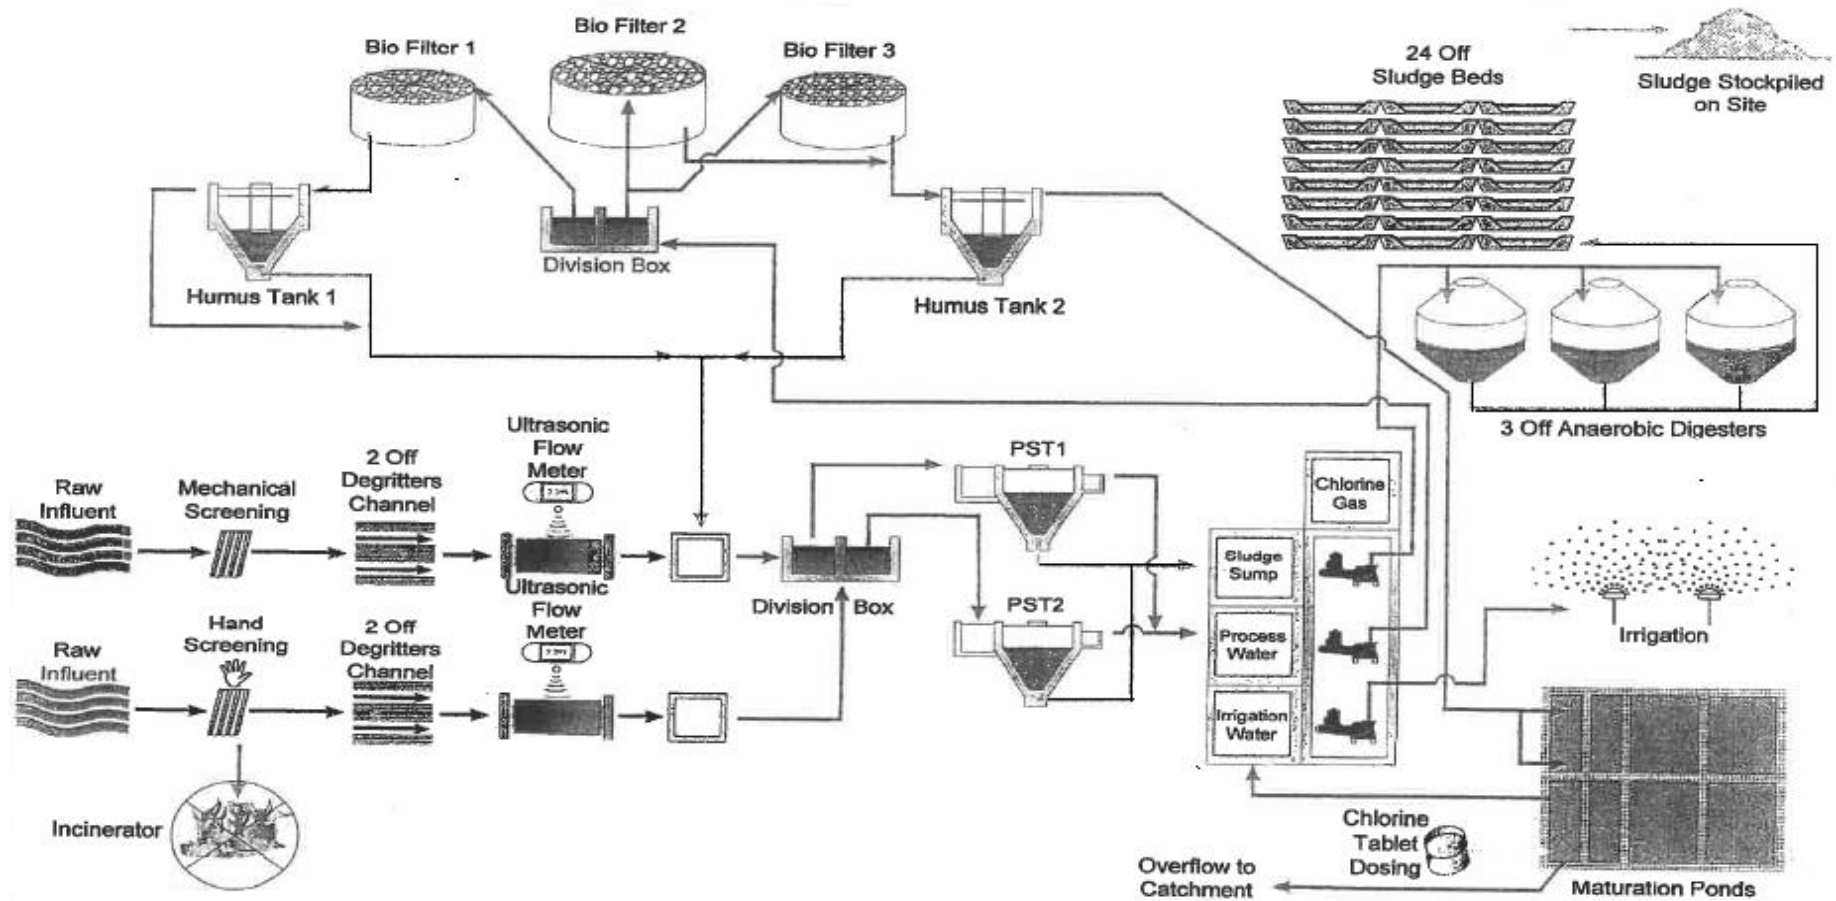 Bio Filter 1
Bio Filter 2
Bio Filter 3
24 Off
Sludge Beds
Sludge Stockpiled
on Site
Division Box
Humus Tank 1
Humus Tank 2
3 Off Anaerobic Digesters
Raw
Influent
Mechanical
Screening
2 Off
Degritters
Channel
Ultrasonic
Flow
Meter
PST1
Chlorine
Gas
Sludge
Sump
Division Box
Raw
Influent
Hand
Screening
2 Off
Degritters
Channel
Ultrasonic
Flow
Meter
PST2
Process
Water
Irrigation
Irrigation
Water
Incinerator
Chlorine
Tablet
Dosing
Overflow to
Catchment
Maturation Ponds